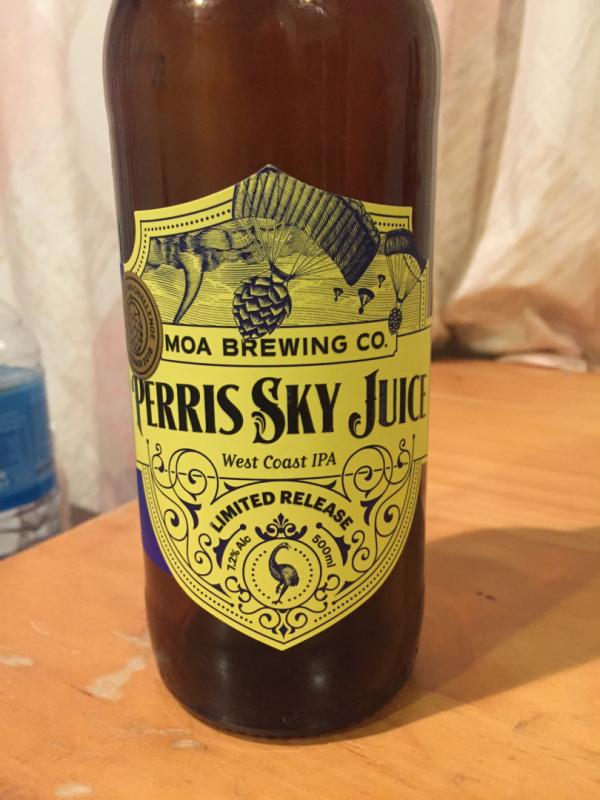 MOA BREWING CO.
PERRIS SKY JUICE
West Coast IPA
LIMITED RELEASE
7.2% Alc
500ml